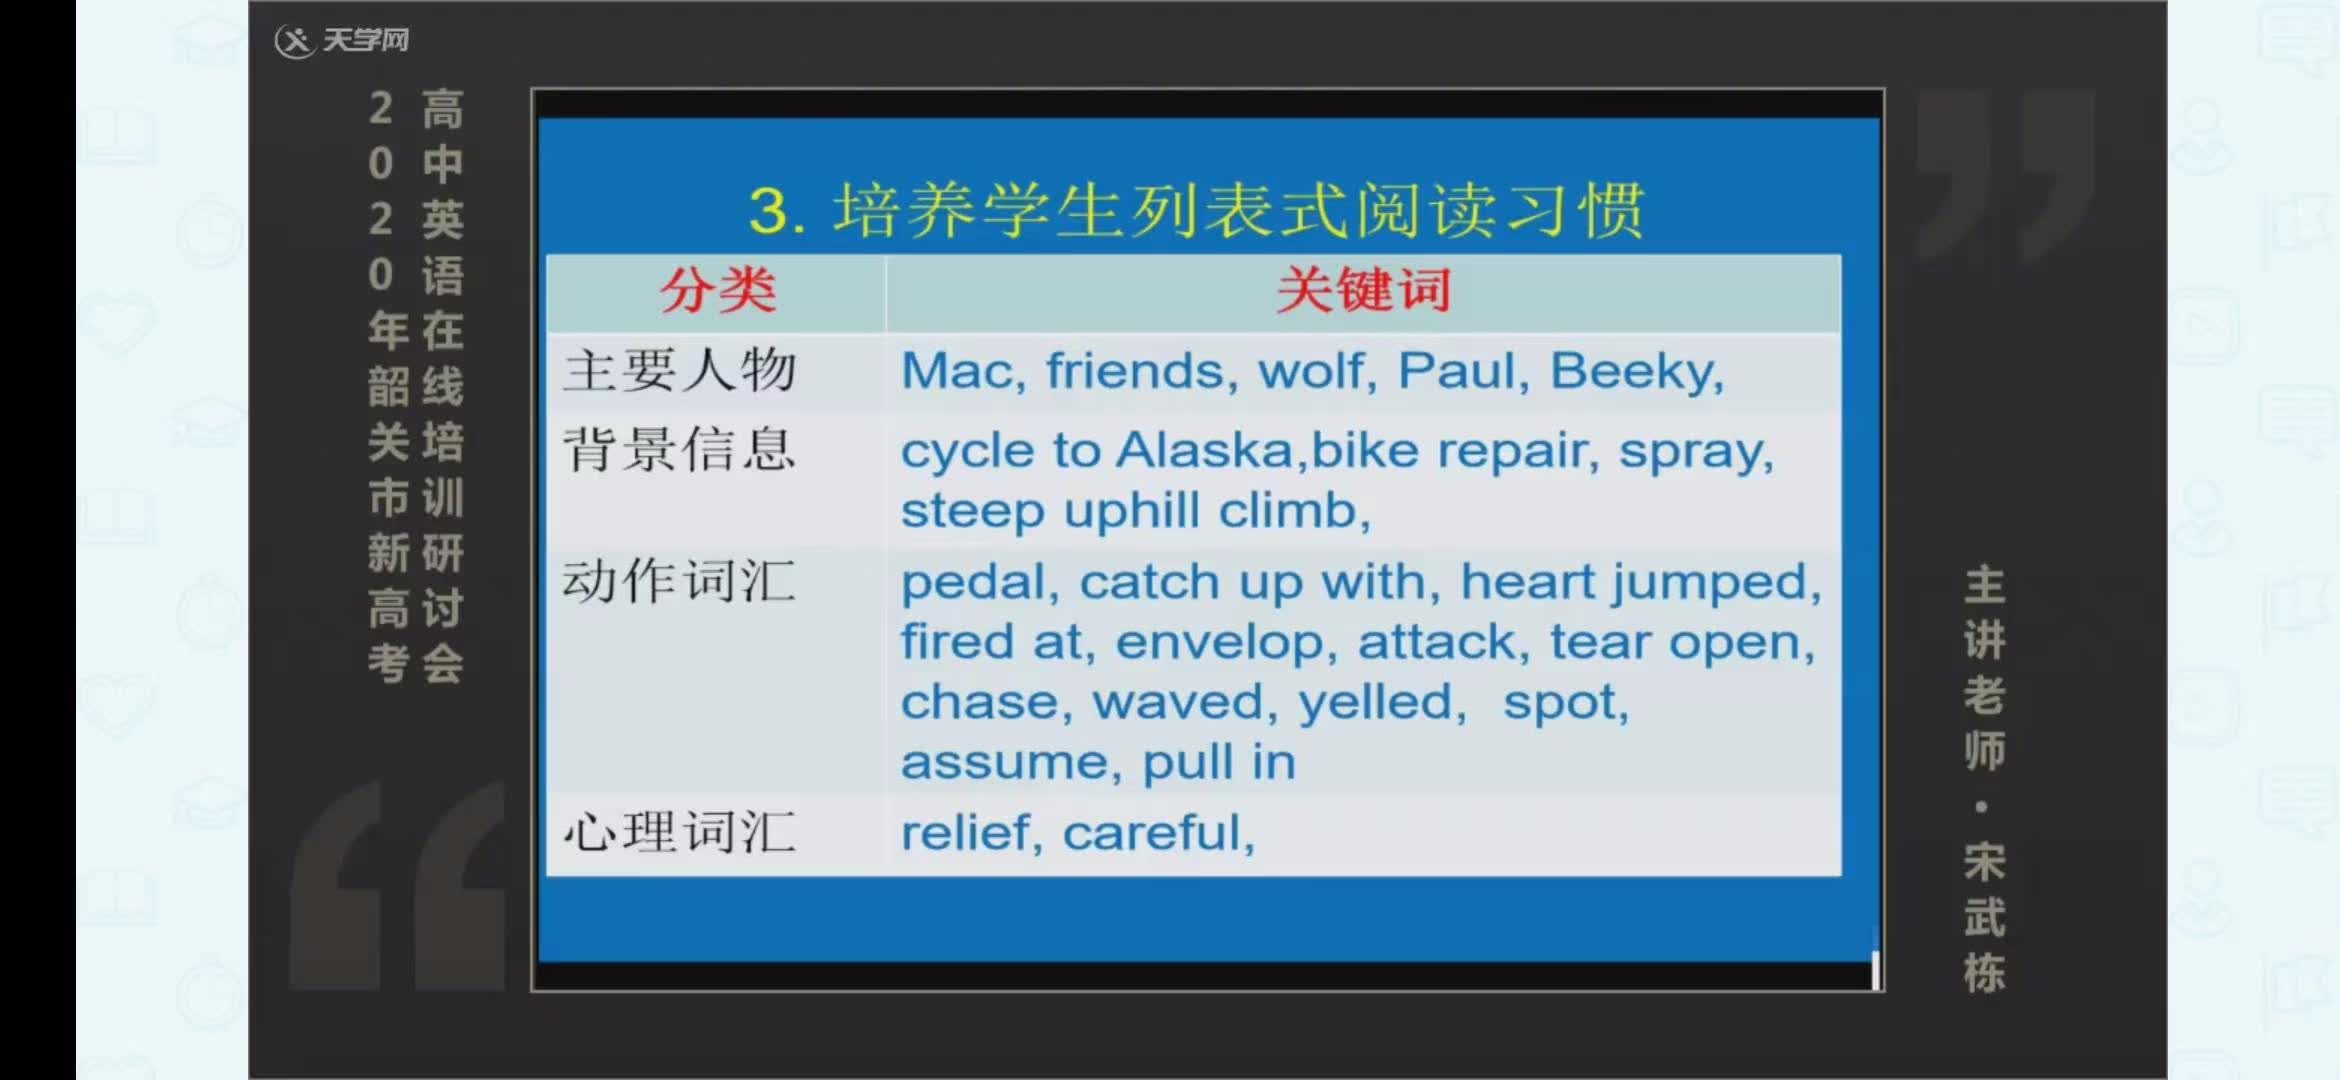 天学网
2020年韶关市新高考
高中英语在线培训研讨会
3. 培养学生列表式阅读习惯
分类 关键词
主要人物 Mac, friends, wolf, Paul, Beeky,
背景信息 cycle to Alaska,bike repair, spray,
steep uphill climb,
动作词汇 pedal, catch up with, heart jumped,
fired at, envelop, attack, tear open,
chase, waved, yelled, spot,
assume, pull in
心理词汇 relief, careful,
主讲老师·宋武栋